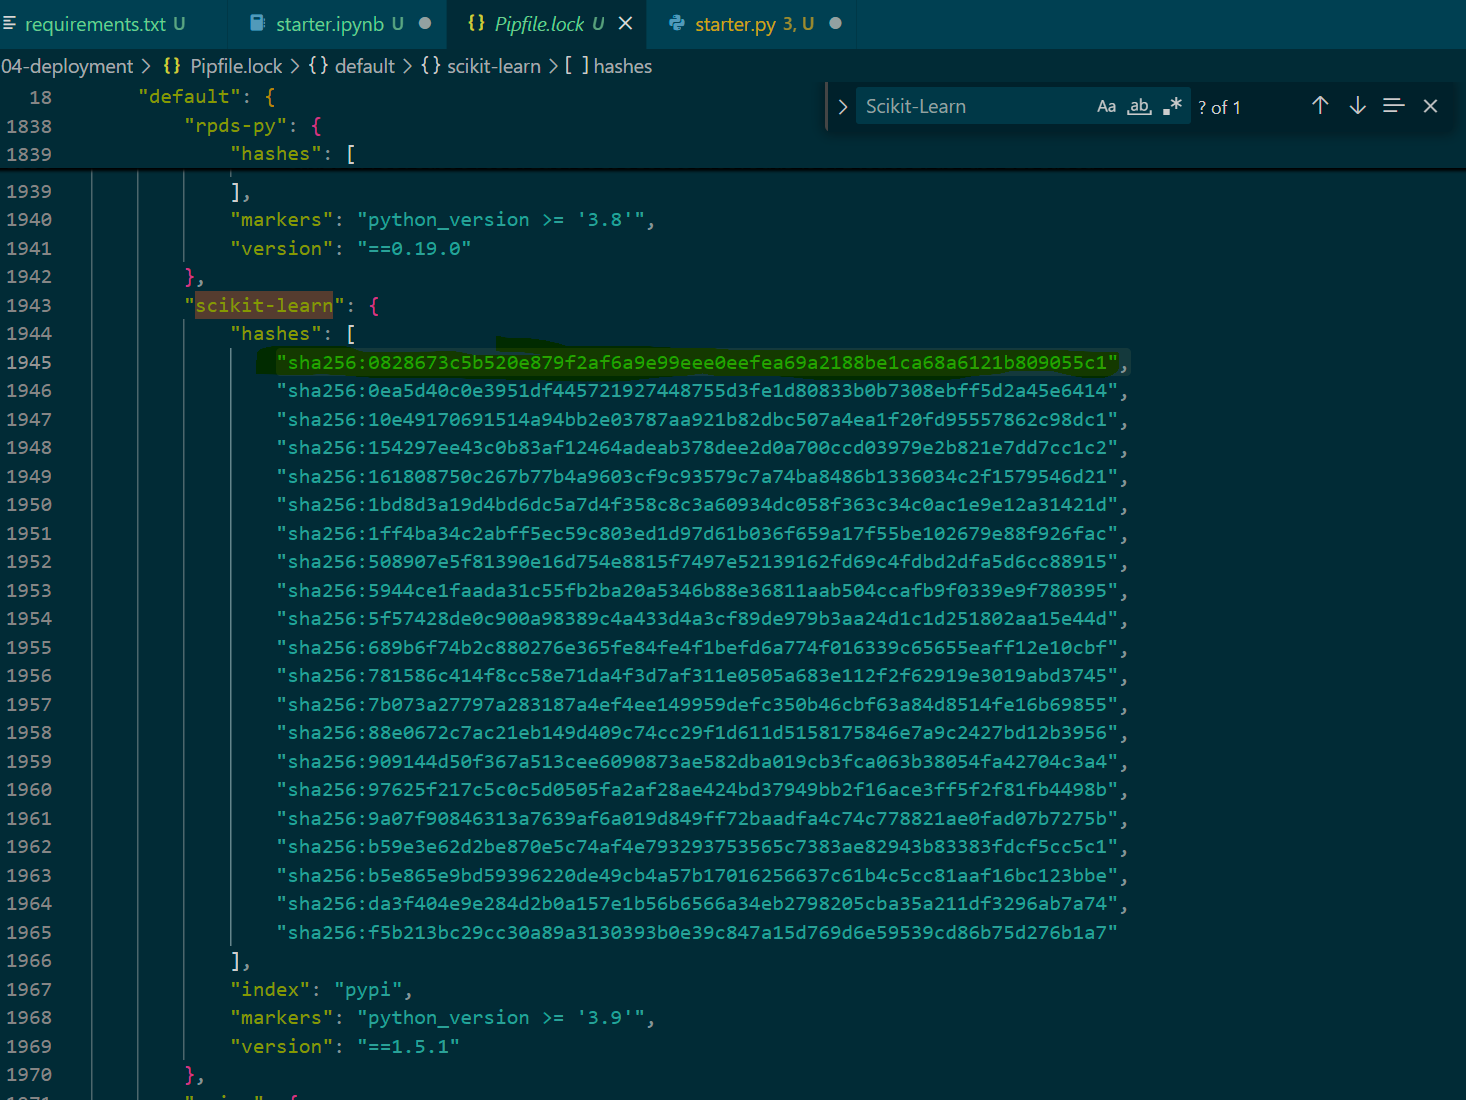 requirements.txt U starter.ipynb U Pipfile.lock U starter.py 3, U
04-deployment > {} Pipfile.lock > {} default > {} scikit-learn > [ ] hashes
Scikit-Learn Aa ab .* ? of 1
18 "default": {
1838 "rpds-py": {
1839 "hashes": [
1939 ],
1940 "markers": "python_version >= '3.8'",
1941 "version": "==0.19.0"
1942 },
1943 "scikit-learn": {
1944 "hashes": [
1945 "sha256:0828673c5b520e879f2af6a9e99eee0eefea69a2188be1ca68a6121b809055c1",
1946 "sha256:0ea5d40c0e3951df445721927448755d3fe1d80833b0b7308ebff5d2a45e6414",
1947 "sha256:10e49170691514a94bb2e03787aa921b82dbc507a4ea1f20fd95557862c98dc1",
1948 "sha256:154297ee43c0b83af12464adeab378dee2d0a700ccd03979e2b821e7dd7cc1c2",
1949 "sha256:161808750c267b77b4a9603cf9c93579c7a74ba8486b1336034c2f1579546d21",
1950 "sha256:1bd8d3a19d4bd6dc5a7d4f358c8c3a60934dc058f363c34c0ac1e9e12a31421d",
1951 "sha256:1ff4ba34c2abff5ec59c803ed1d97d61b036f659a17f55be102679e88f926fac",
1952 "sha256:508907e5f81390e16d754e8815f7497e52139162fd69c4fdbd2dfa5d6cc88915",
1953 "sha256:5944ce1faada31c55fb2ba20a5346b88e36811aab504ccafb9f0339e9f780395",
1954 "sha256:5f57428de0c900a98389c4a433d4a3cf89de979b3aa24d1c1d251802aa15e44d",
1955 "sha256:689b6f74b2c880276e365fe84fe4f1befd6a774f016339c65655eaff12e10cbf",
1956 "sha256:781586c414f8cc58e71da4f3d7af311e0505a683e112f2f62919e3019abd3745",
1957 "sha256:7b073a27797a283187a4ef4ee149959defc350b46cbf63a84d8514fe16b69855",
1958 "sha256:88e0672c7ac21eb149d409c74cc29f1d611d5158175846e7a9c2427bd12b3956",
1959 "sha256:909144d50f367a513cee6090873ae582dba019cb3fca063b38054fa42704c3a4",
1960 "sha256:97625f217c5c0c5d0505fa2af28ae424bd37949bb2f16ace3ff5f2f81fb4498b",
1961 "sha256:9a07f90846313a7639af6a019d849ff72baadfa4c74c778821ae0fad07b7275b",
1962 "sha256:b59e3e62d2be870e5c74af4e793293753565c7383ae82943b83383fdcf5cc5c1",
1963 "sha256:b5e865e9bd59396220de49cb4a57b17016256637c61b4c5cc81aaf16bc123bbe",
1964 "sha256:da3f404e9e284d2b0a157e1b56b6566a34eb2798205cba35a211df3296ab7a74",
1965 "sha256:f5b213bc29cc30a89a3130393b0e39c847a15d769d6e59539cd86b75d276b1a7"
1966 ],
1967 "index": "pypi",
1968 "markers": "python_version >= '3.9'",
1969 "version": "==1.5.1"
1970 },